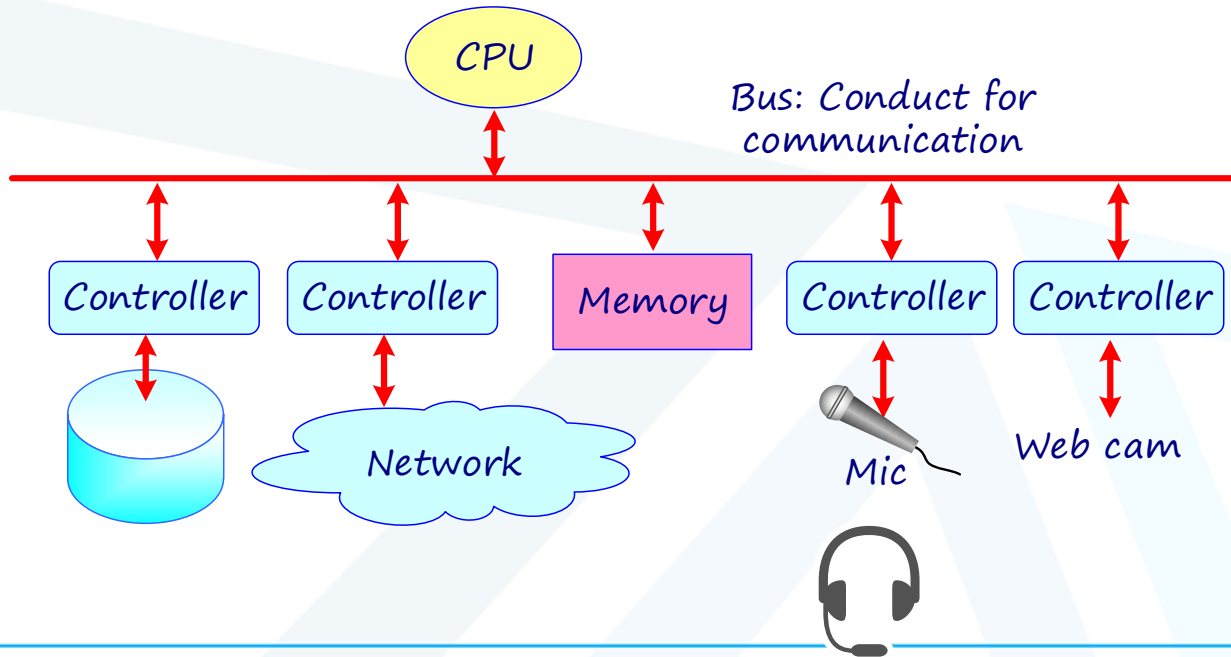 CPU
Bus: Conduct for
communication
Controller
Controller
Memory
Controller
Controller
Network
Mic
Web cam